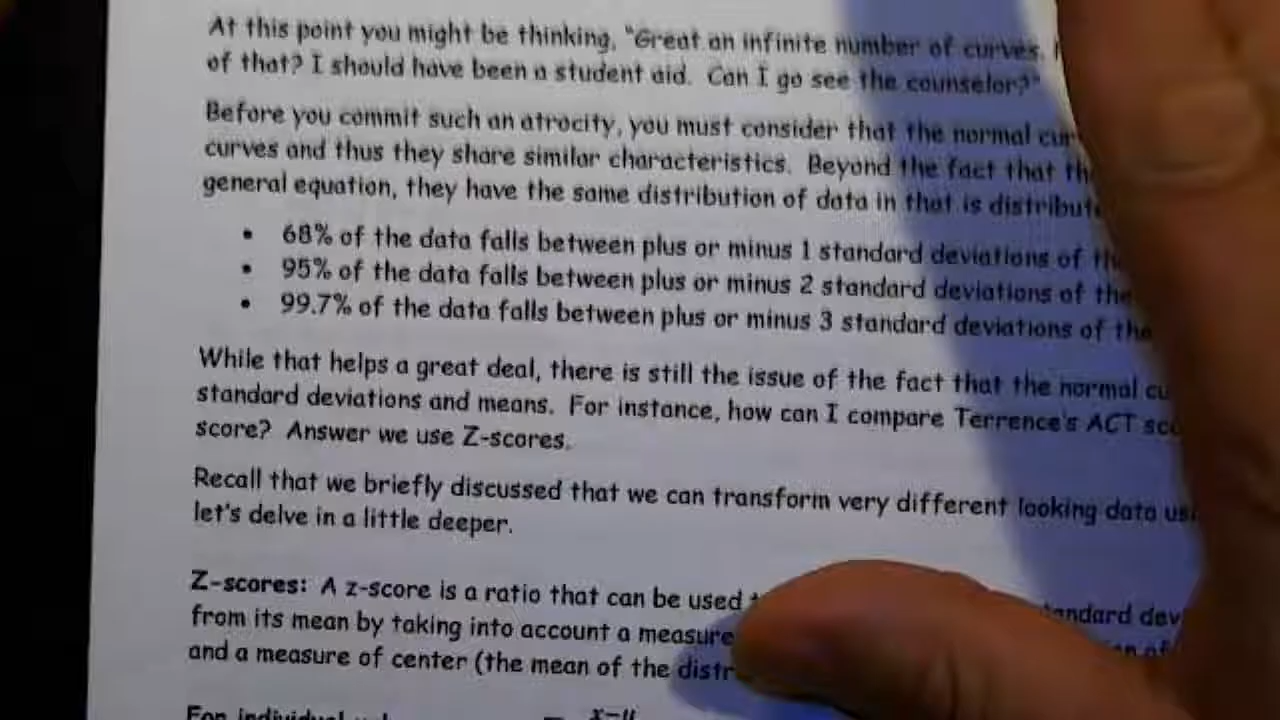 At this point you might be thinking, "Great an infinite number of curves.
of that? I should have been a student aid. Can I go see the counselor?"
Before you commit such an atrocity, you must consider that the normal
curves and thus they share similar characteristics. Beyond the fact that
general equation, they have the same distribution of data in that is
• 68% of the data falls between plus or minus 1 standard deviations of
• 95% of the data falls between plus or minus 2 standard deviations of the
• 99.7% of the data falls between plus or minus 3 standard deviations of the
While that helps a great deal, there is still the issue of the fact that the normal
standard deviations and means. For instance, how can I compare Terrence's ACT
score? Answer we use Z-scores.
Recall that we briefly discussed that we can transform very different looking data
let's delve in a little deeper.
Z-scores: A z-score is a ratio that can be used
from its mean by taking into account a measure
and a measure of center (the mean of the
For individual